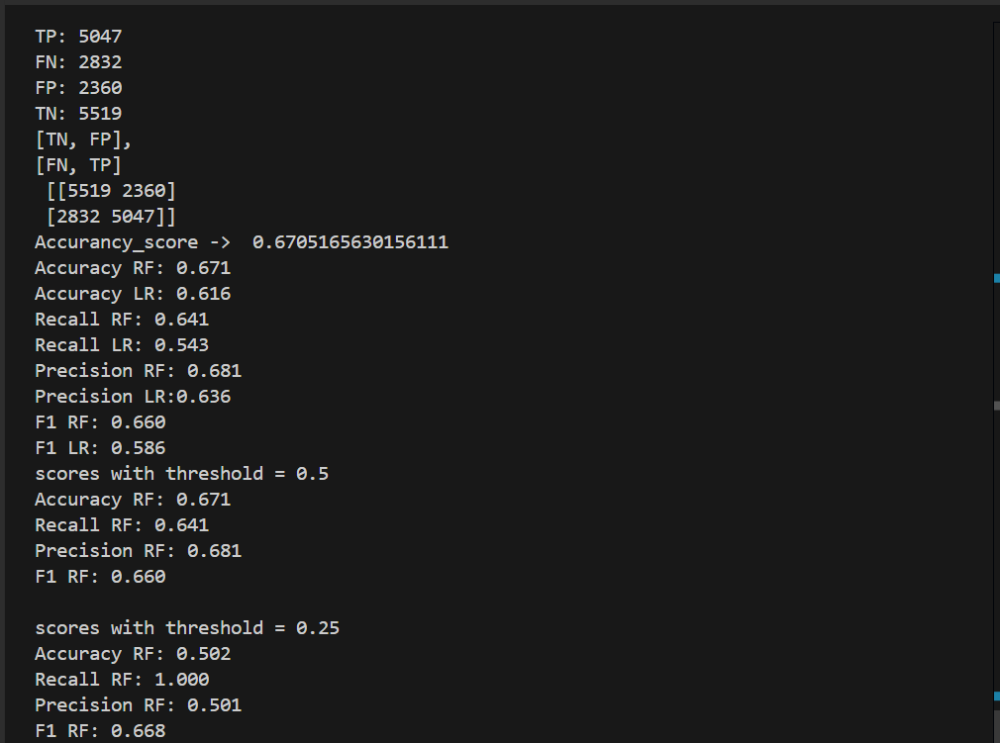 TP: 5047
FN: 2832
FP: 2360
TN: 5519
[TN, FP],
[FN, TP]
[[5519 2360]
[2832 5047]]
Accurancy_score -> 0.6705165630156111
Accuracy RF: 0.671
Accuracy LR: 0.616
Recall RF: 0.641
Recall LR: 0.543
Precision RF: 0.681
Precision LR:0.636
F1 RF: 0.660
F1 LR: 0.586
scores with threshold = 0.5
Accuracy RF: 0.671
Recall RF: 0.641
Precision RF: 0.681
F1 RF: 0.660
scores with threshold = 0.25
Accuracy RF: 0.502
Recall RF: 1.000
Precision RF: 0.501
F1 RF: 0.668